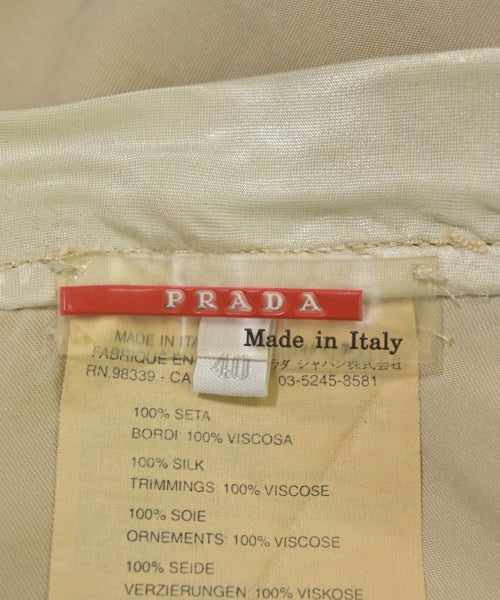 PRADA
Made in Italy
MADE IN
FABRIQUE EN
プラダ ジャパン株式会社
RN.98339 - CA
03-5245-8581
40
100% SETA
BORDI: 100% VISCOSA
100% SILK
TRIMMINGS: 100% VISCOSE
100% SOIE
ORNEMENTS: 100% VISCOSE
100% SEIDE
VERZIERUNGEN: 100% VISKOSE